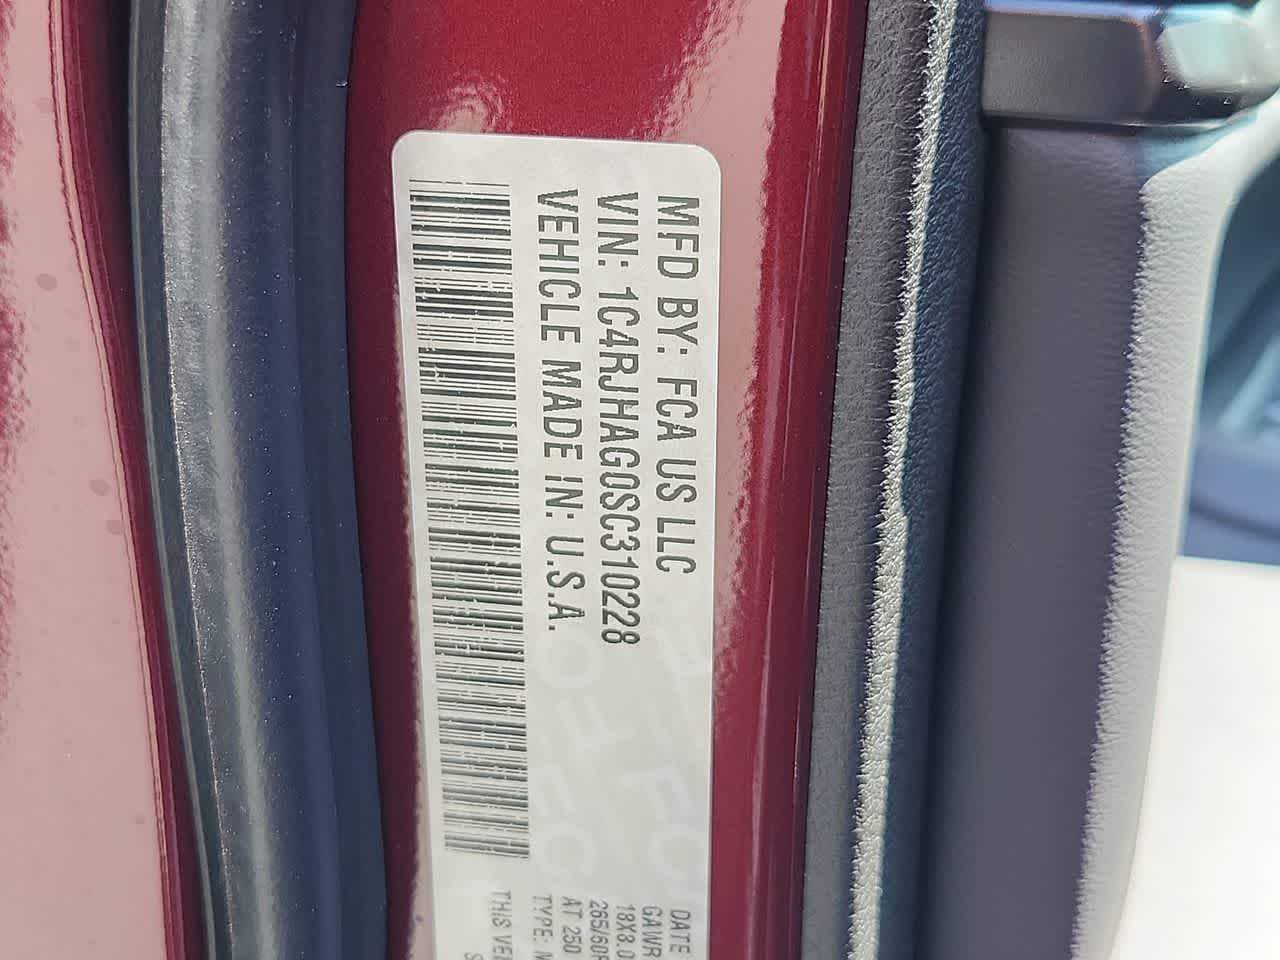 MFD BY: FCA US LLC
VIN: 1C4RJHAG0SC310228
VEHICLE MADE IN: U.S.A.
DATE
GAWR
18X8.0
265/60R
AT 250
TYPE: M
THIS VEH